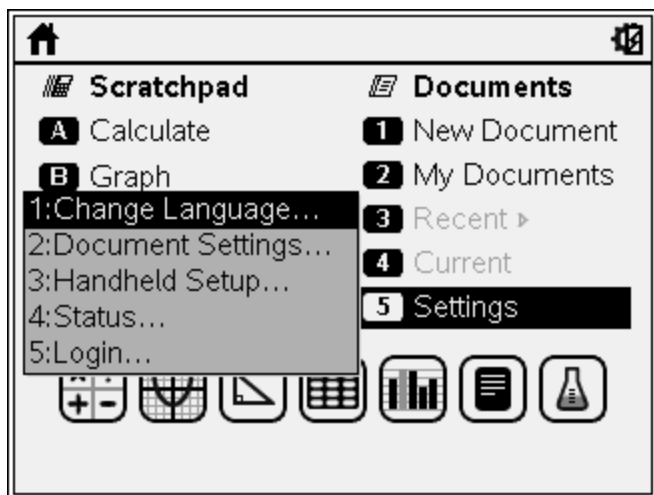 Scratchpad
A Calculate
B Graph
Documents
1 New Document
2 My Documents
3 Recent ▹
4 Current
5 Settings
1:Change Language...
2:Document Settings...
3:Handheld Setup...
4:Status...
5:Login...